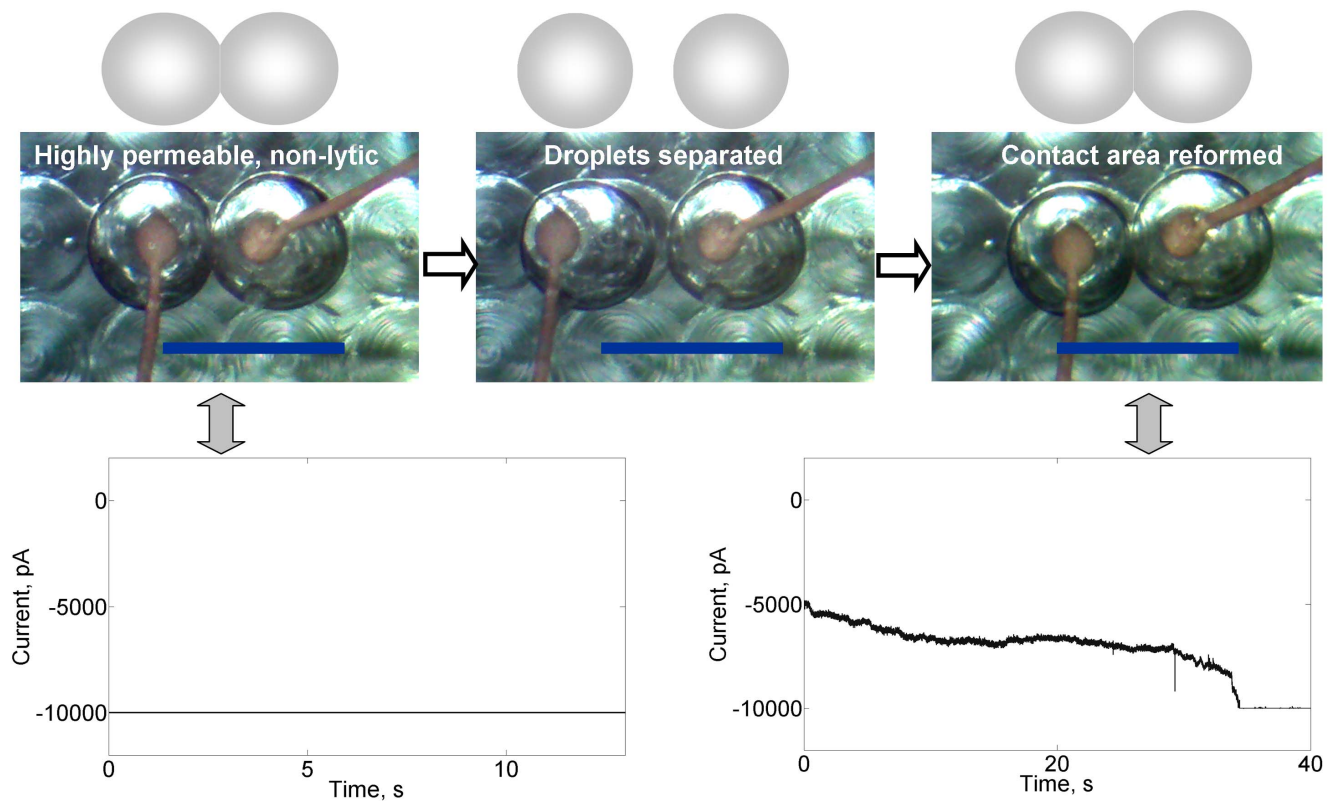 Highly permeable, non-lytic
Droplets separated
Contact area reformed
0
-5000
-10000
Current, pA
0 5 10
Time, s
0
-5000
-10000
Current, pA
0 20 40
Time, s